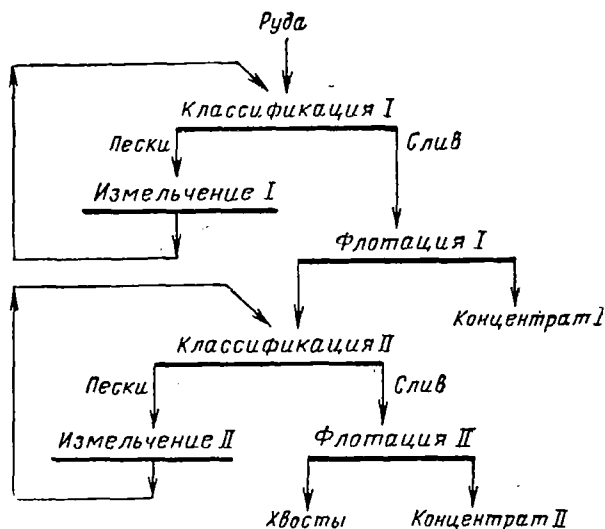 Руда
Классификация I
Пески
Слив
Измельчение I
Флотация I
Концентрат I
Классификация II
Пески
Слив
Измельчение II
Флотация II
Хвосты
Концентрат II